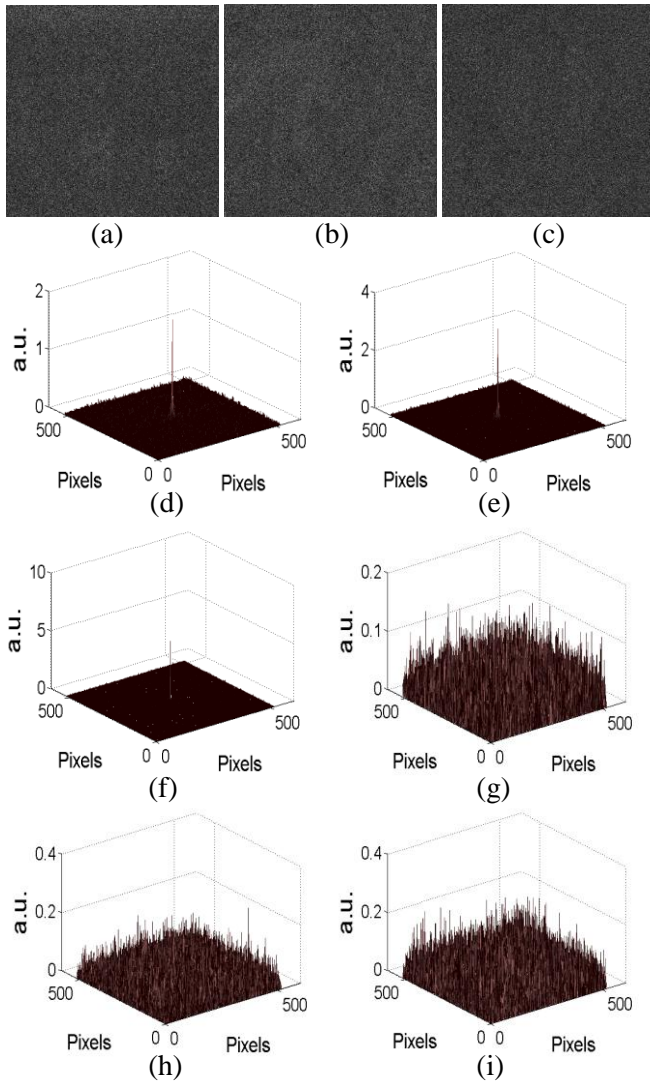 (a) (b) (c)
2
1
0
a.u.
500
Pixels
0 0
Pixels
500
(d)
4
2
0
a.u.
500
Pixels
0 0
Pixels
500
(e)
10
5
0
a.u.
500
Pixels
0 0
Pixels
500
(f)
0.2
0.1
0
a.u.
500
Pixels
0 0
Pixels
500
(g)
0.4
0.2
0
a.u.
500
Pixels
0 0
Pixels
500
(h)
0.4
0.2
0
a.u.
500
Pixels
0 0
Pixels
500
(i)